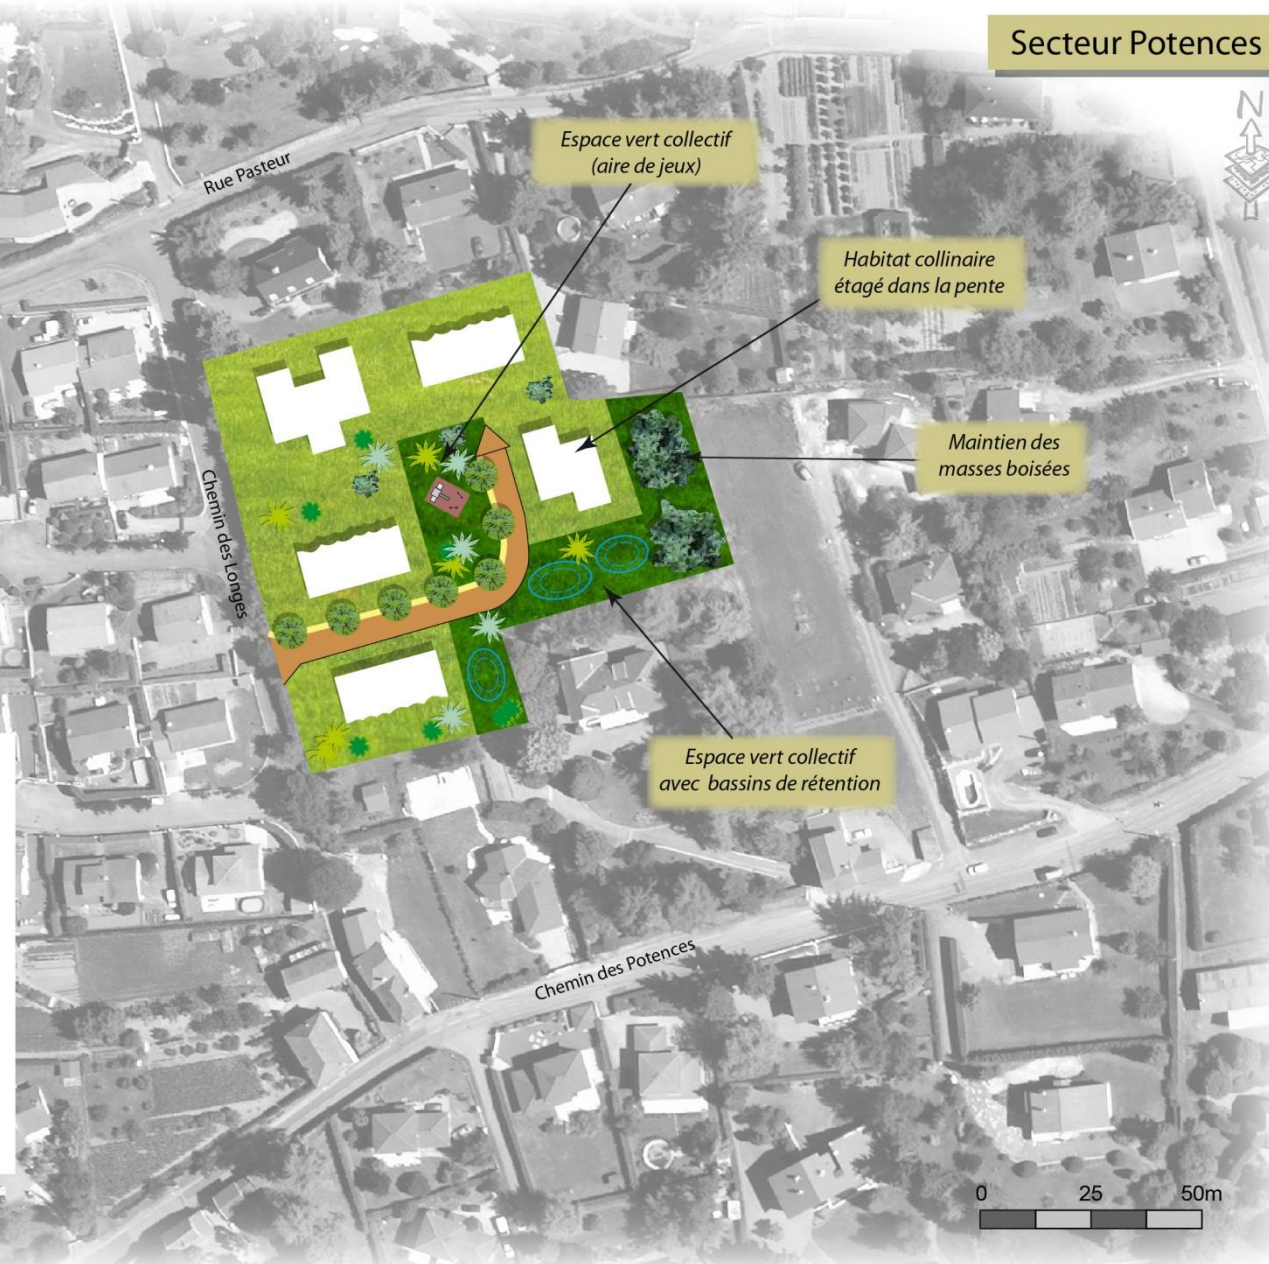 Secteur Potences
N
Espace vert collectif
(aire de jeux)
Rue Pasteur
Habitat collinaire
étagé dans la pente
Maintien des
masses boisées
Chemin des Longes
Espace vert collectif
avec bassins de rétention
Chemin des Potences
0 25 50m